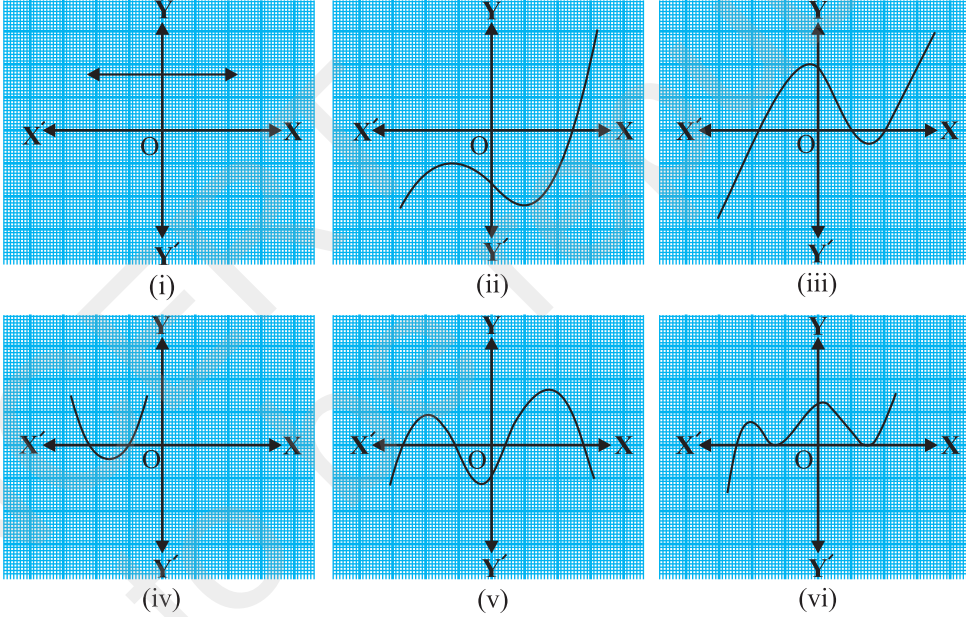 Y Y Y
X′ O X X′ O X X′ O X
Y′ Y′ Y′
(i) (ii) (iii)
Y Y Y
X′ O X X′ O X X′ O X
Y′ Y′ Y′
(iv) (v) (vi)